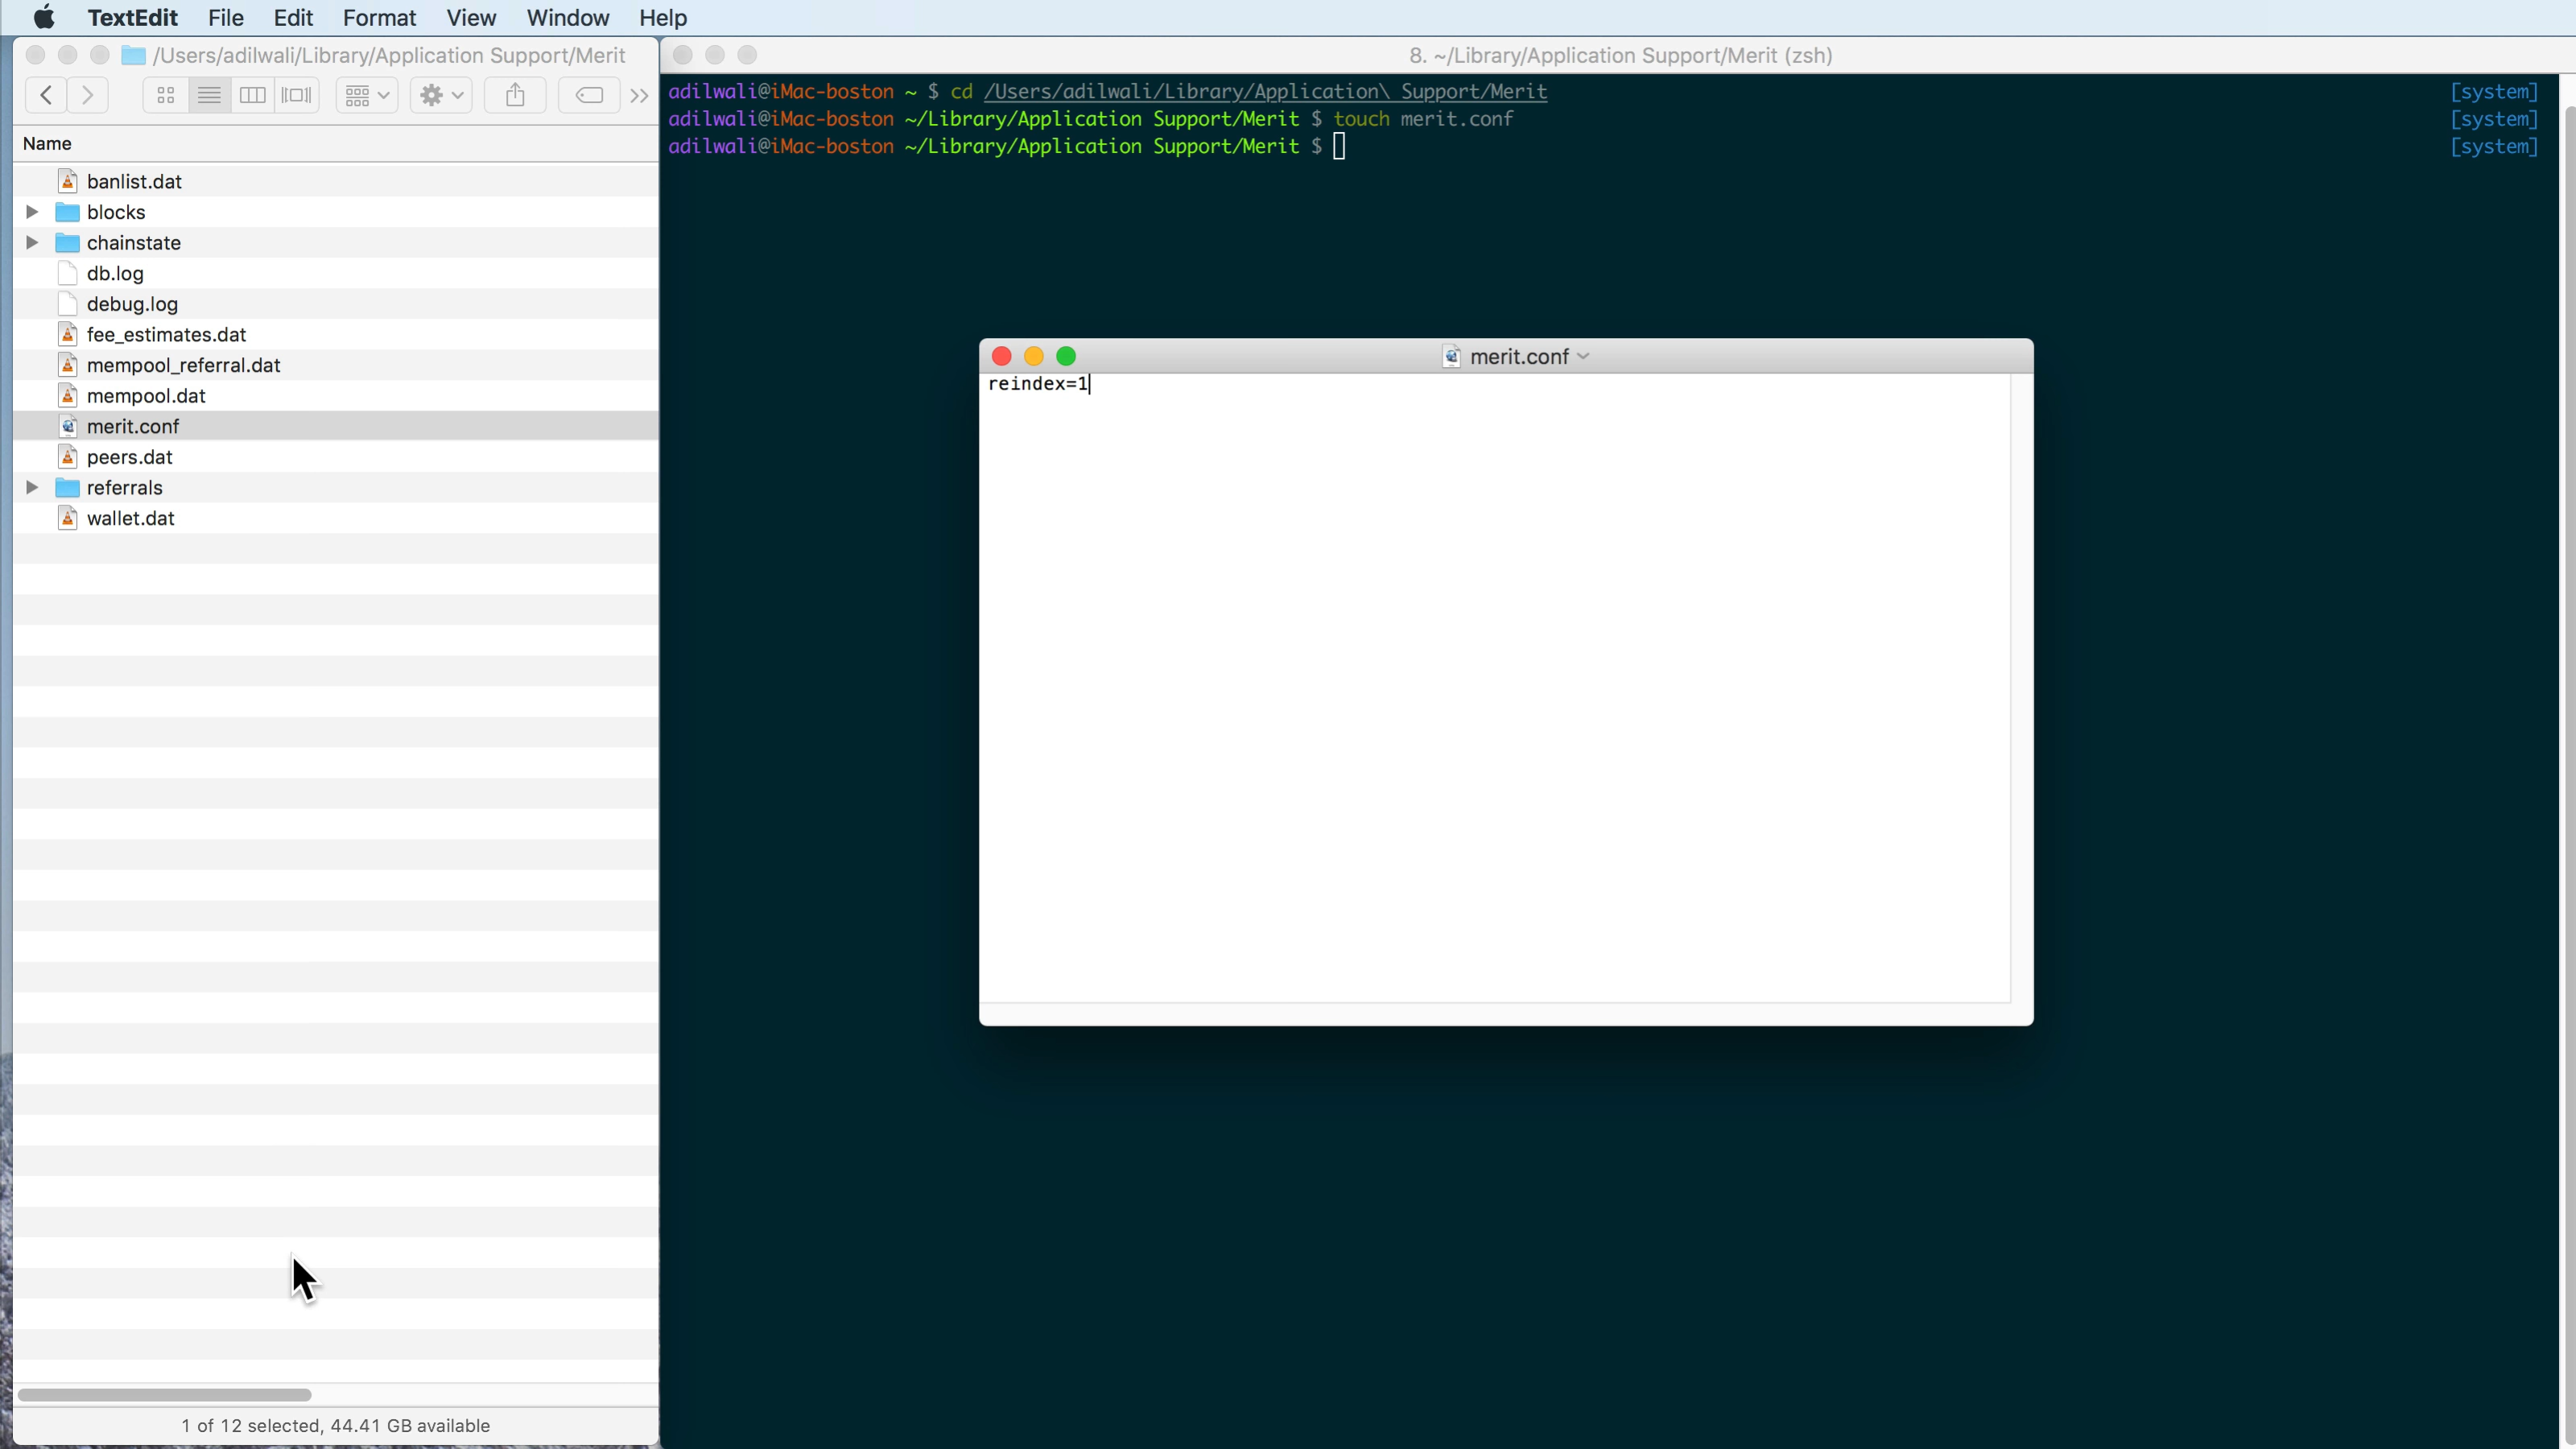 TextEdit File Edit Format View Window Help
/Users/adilwali/Library/Application Support/Merit
Name
banlist.dat
blocks
chainstate
db.log
debug.log
fee_estimates.dat
mempool_referral.dat
mempool.dat
merit.conf
peers.dat
referrals
wallet.dat
1 of 12 selected, 44.41 GB available
8. ~/Library/Application Support/Merit (zsh)
adilwali@iMac-boston ~ $ cd /Users/adilwali/Library/Application\ Support/Merit [system]
adilwali@iMac-boston ~/Library/Application Support/Merit $ touch merit.conf [system]
adilwali@iMac-boston ~/Library/Application Support/Merit $ [system]
merit.conf
reindex=1